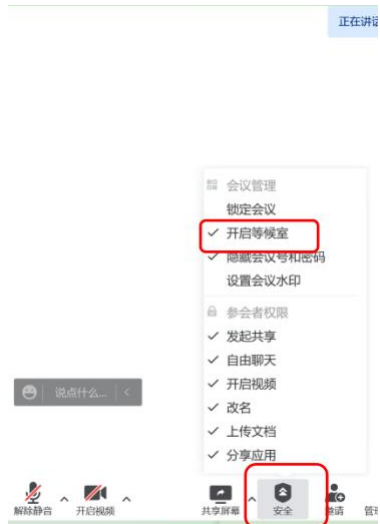 正在讲话
会议管理
锁定会议
开启等候室
隐藏会议号和密码
设置会议水印
参会者权限
发起共享
自由聊天
开启视频
改名
上传文档
分享应用
说点什么...
解除静音 开启视频 共享屏幕 安全 邀请 管